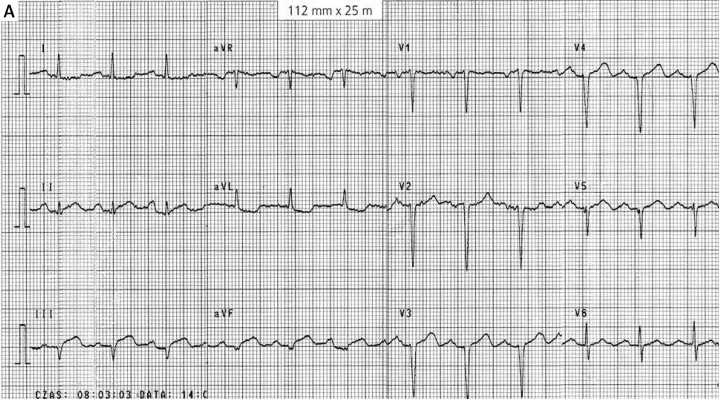 A
112 mm x 25 m
I aVR V1 V4
II aVL V2 V5
III aVF V3 V6
CZAS: 08:03:03 DATA: 14:0